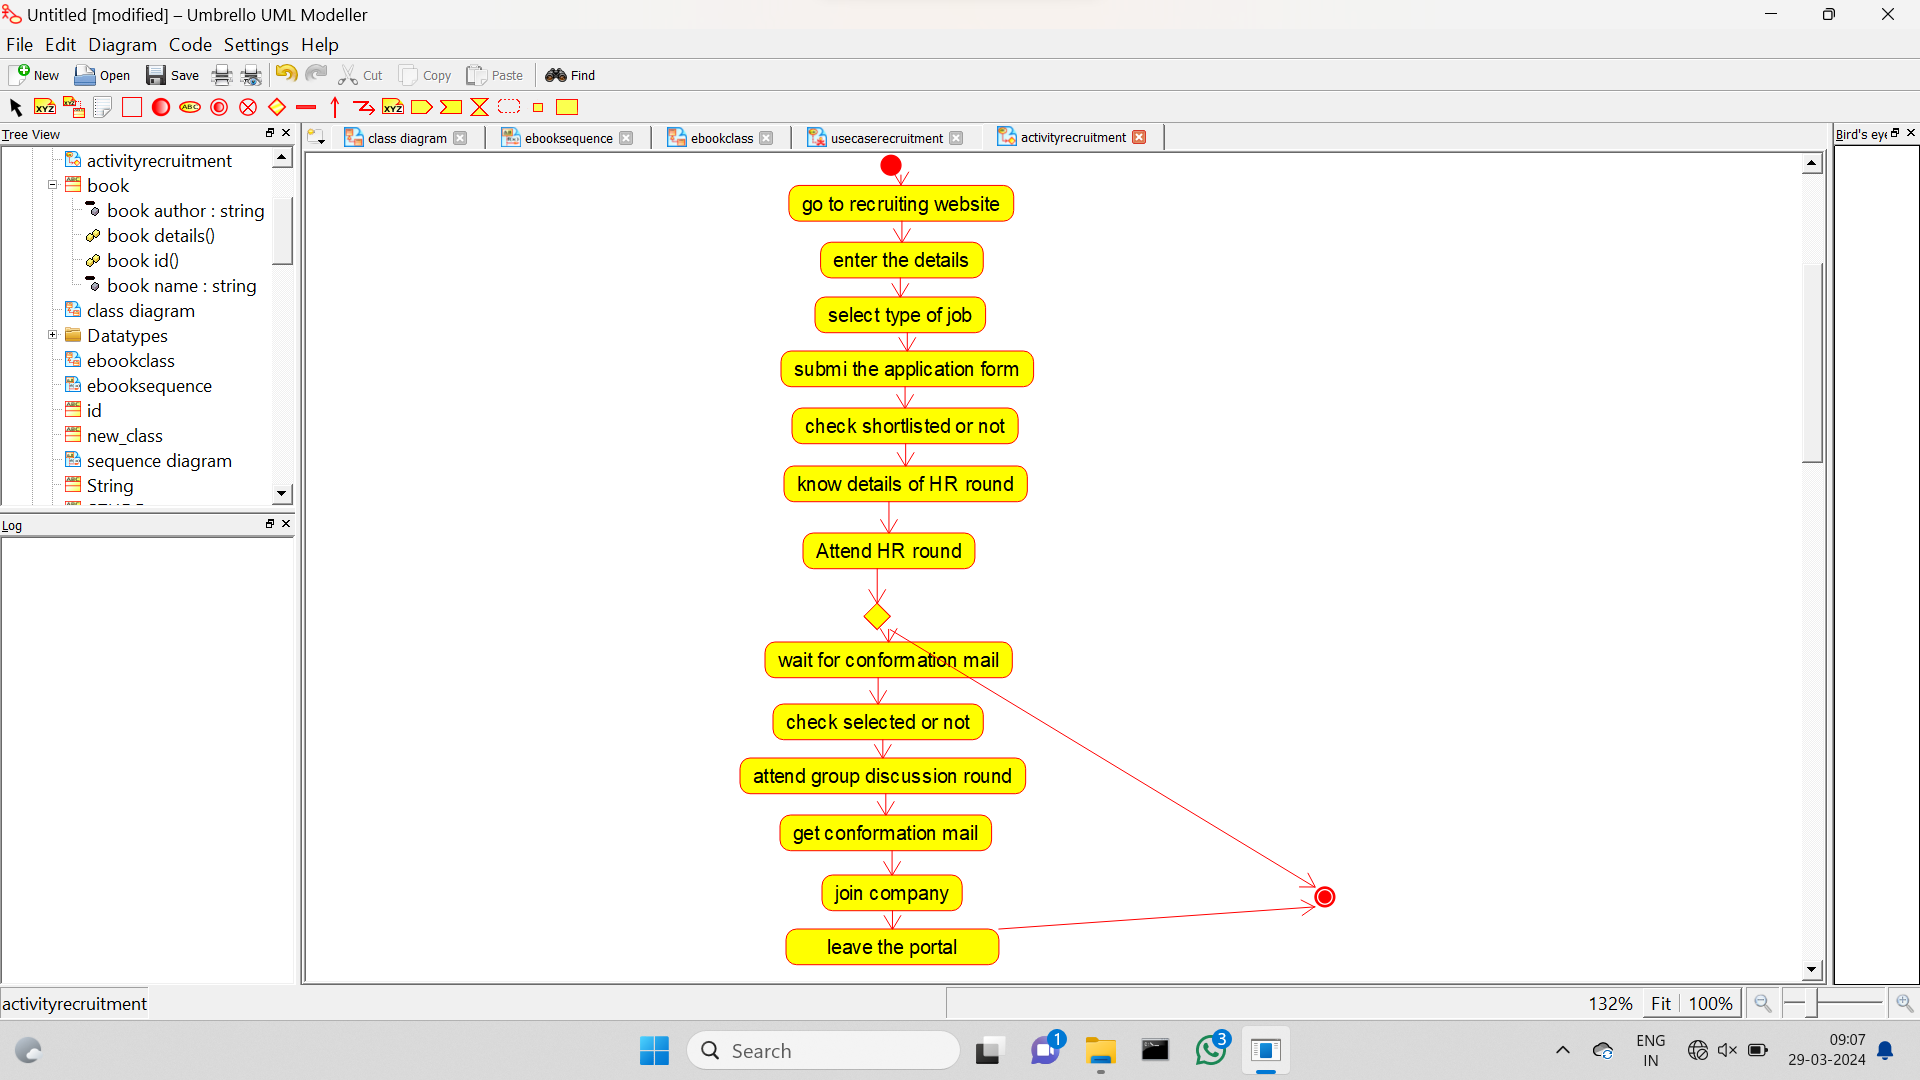 Untitled [modified] – Umbrello UML Modeller
File Edit Diagram Code Settings Help
New Open Save Cut Copy Paste Find
Tree View
class diagram ebooksequence ebookclass usecaserecruitment activityrecruitment
Bird's eye
activityrecruitment
book
book author : string
book details()
book id()
book name : string
class diagram
Datatypes
ebookclass
ebooksequence
id
new_class
sequence diagram
String
Log
go to recruiting website
enter the details
select type of job
submi the application form
check shortlisted or not
know details of HR round
Attend HR round
wait for conformation mail
check selected or not
attend group discussion round
get conformation mail
join company
leave the portal
activityrecruitment
132% Fit 100%
Search
1
3
ENG
IN
09:07
29-03-2024